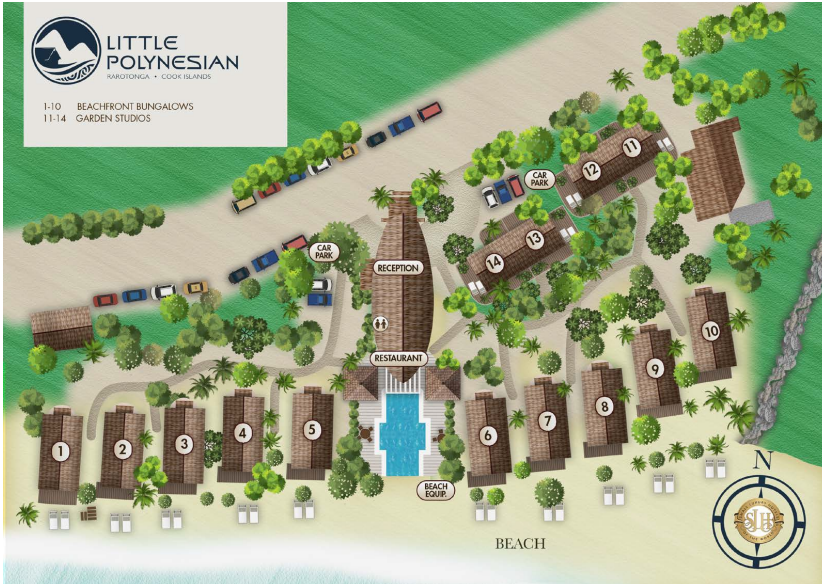 LITTLE
POLYNESIAN
RAROTONGA • COOK ISLANDS
1-10 BEACHFRONT BUNGALOWS
11-14 GARDEN STUDIOS
11
12
CAR
PARK
13
14
CAR
PARK
RECEPTION
RESTAURANT
10
9
8
7
6
5
4
3
2
1
BEACH
EQUIP.
BEACH
N